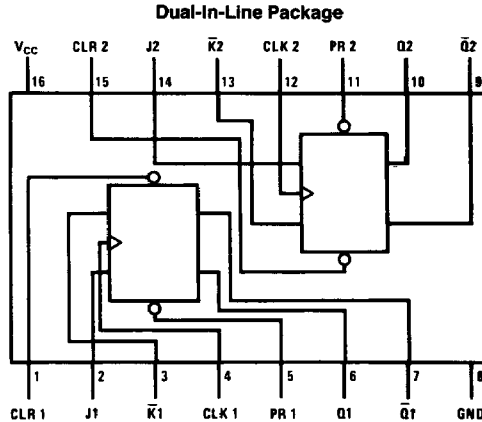 Dual-In-Line Package
VCC CLR 2 J2 K̅2 CLK 2 PR 2 Q2 Q̅2
16 15 14 13 12 11 10 9
1 2 3 4 5 6 7 8
CLR 1 J1 K̅1 CLK 1 PR 1 Q1 Q̅1 GND